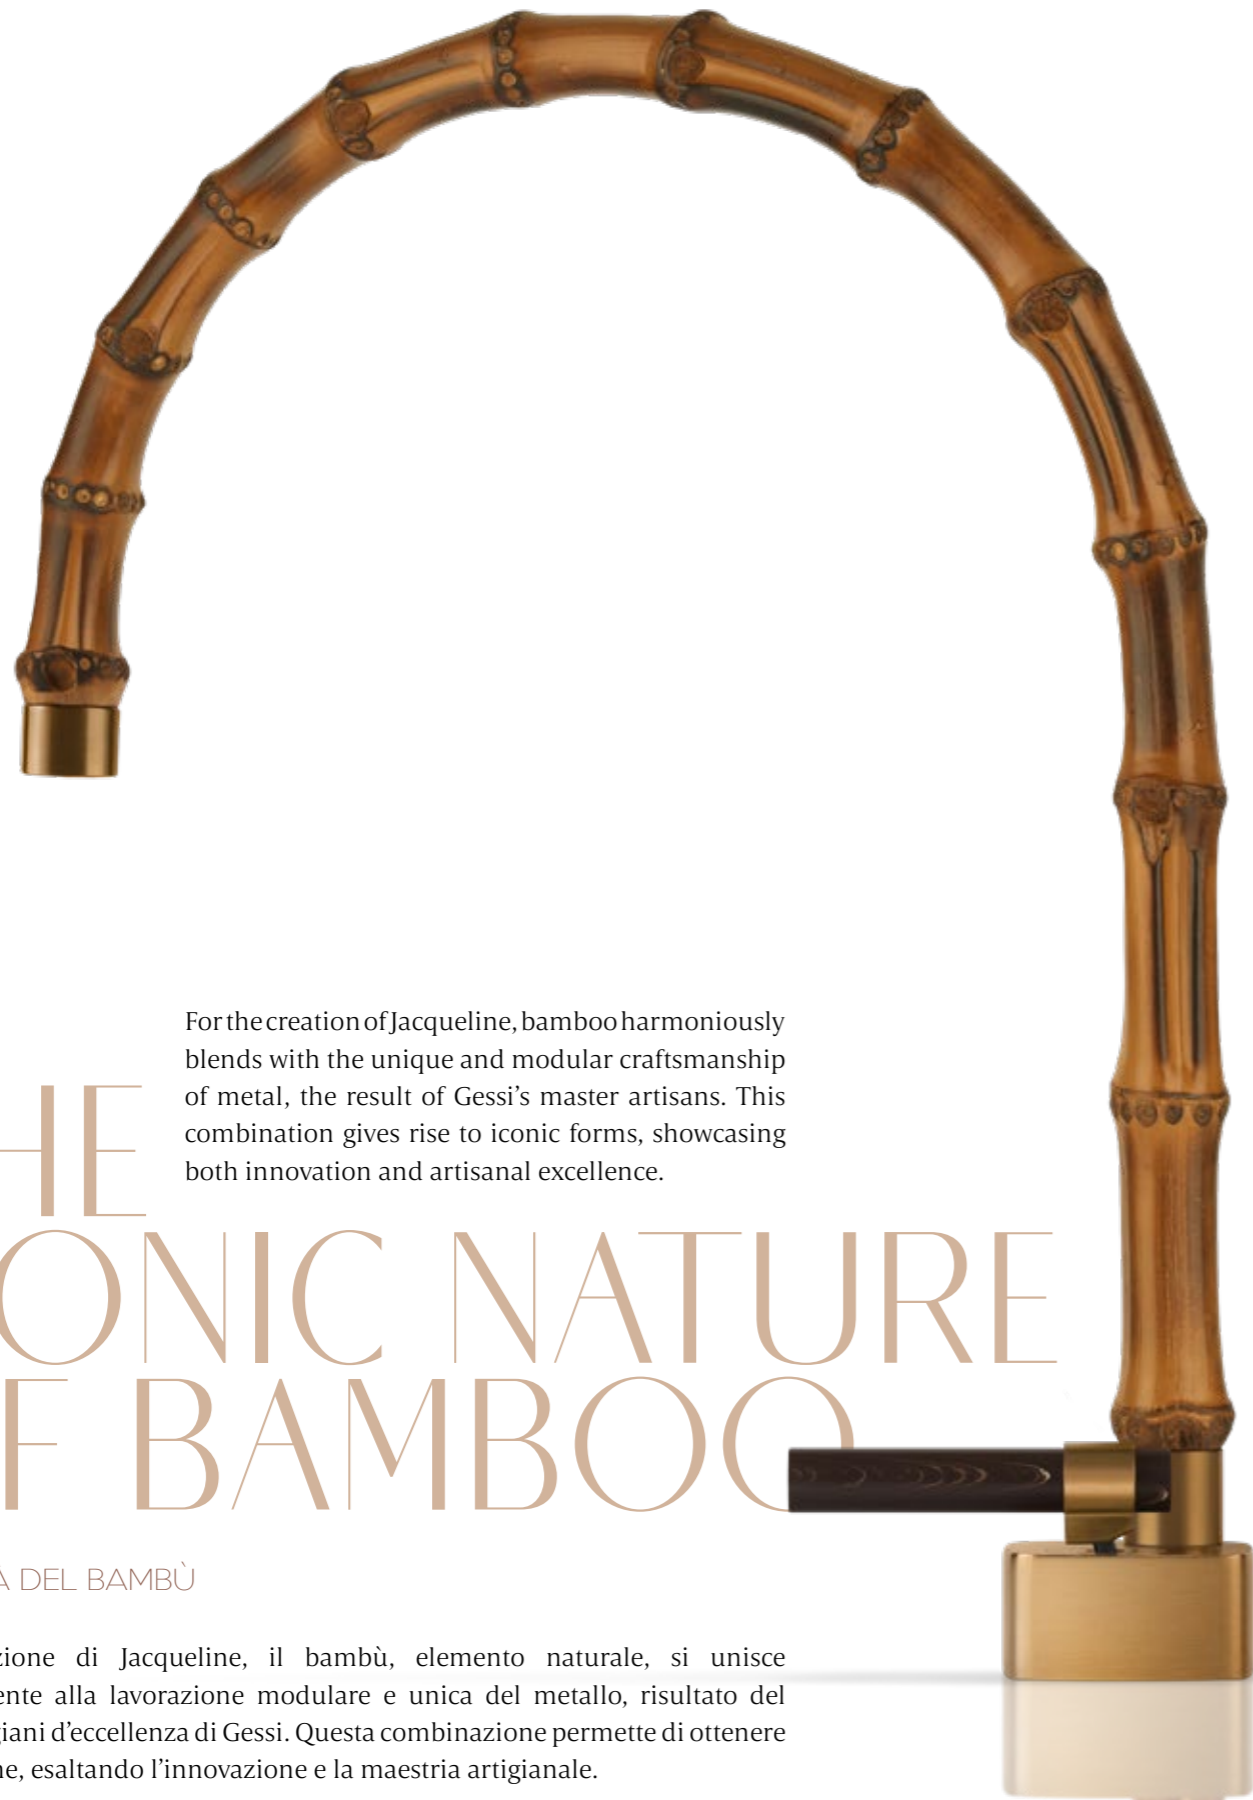 For the creation of Jacqueline, bamboo harmoniously
blends with the unique and modular craftsmanship
of metal, the result of Gessi’s master artisans. This
combination gives rise to iconic forms, showcasing
both innovation and artisanal excellence.
HE
ONIC NATURE
F BAMBOO
À DEL BAMBÙ
zione di Jacqueline, il bambù, elemento naturale, si unisce
ente alla lavorazione modulare e unica del metallo, risultato del
giani d’eccellenza di Gessi. Questa combinazione permette di ottenere
ne, esaltando l’innovazione e la maestria artigianale.